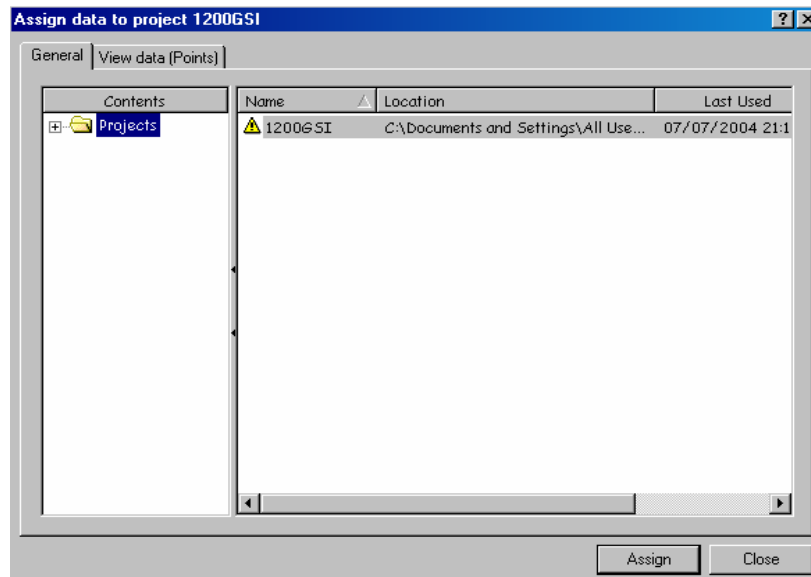 Assign data to project 1200GSI
General View data (Points)
Contents Name Location Last Used
Projects 1200GSI C:\Documents and Settings\All Use... 07/07/2004 21:1
Assign Close